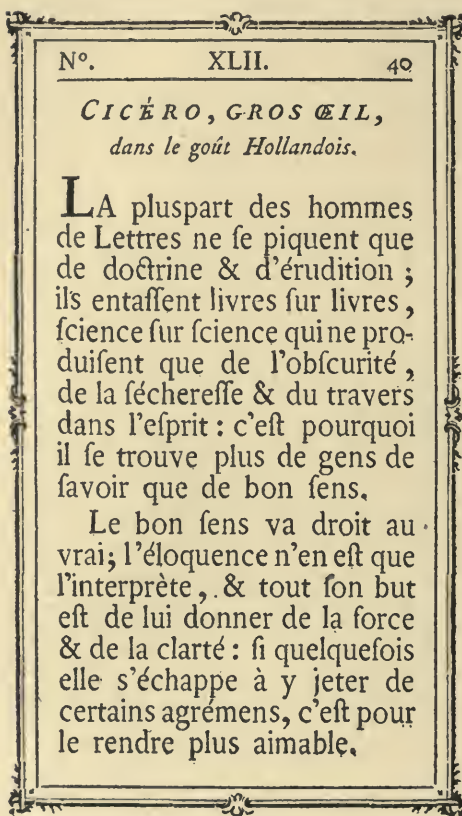 Nº. XLII. 40
CICÉRO, GROS ŒIL,
dans le goût Hollandois.
LA pluspart des hommes
de Lettres ne ſe piquent que
de doctrine & d'érudition ;
ils entaſſent livres ſur livres,
ſcience ſur ſcience qui ne pro-
duiſent que de l'obſcurité,
de la ſéchereſſe & du travers
dans l'eſprit : c'eſt pourquoi
il ſe trouve plus de gens de
ſavoir que de bon ſens.
Le bon ſens va droit au
vrai; l'éloquence n'en eſt que
l'interprète, & tout ſon but
eſt de lui donner de la force
& de la clarté : ſi quelquefois
elle s'échappe à y jeter de
certains agrémens, c'eſt pour
le rendre plus aimable.